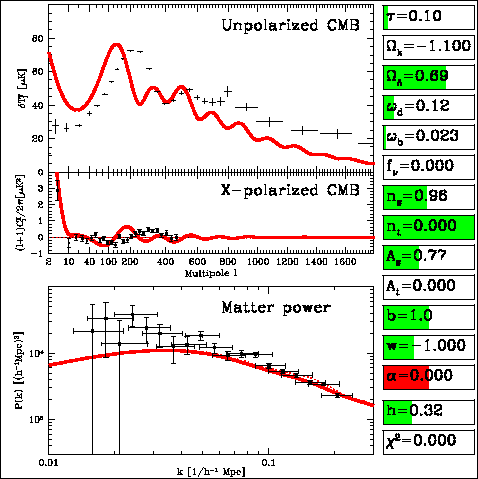 Unpolarized CMB
δT [μK]
80
60
40
20
X-polarized CMB
(l+1)C/2π[μK²]
3
2
1
0
-1
2 10 40 100 200 400 600 800 1000 1200 1400 1600
Multipole l
Matter power
P(k) [(h⁻¹Mpc)³]
10⁴
10³
0.01 0.1
k [1/h⁻¹ Mpc]
τ=0.10
Ωₖ=-1.100
Ω_Λ=0.69
ω_d=0.12
ω_b=0.023
f_ν=0.000
n_s=0.96
n_t=0.000
A_s=0.77
A_t=0.000
b=1.0
w=-1.000
α=0.000
h=0.32
χ²=0.000